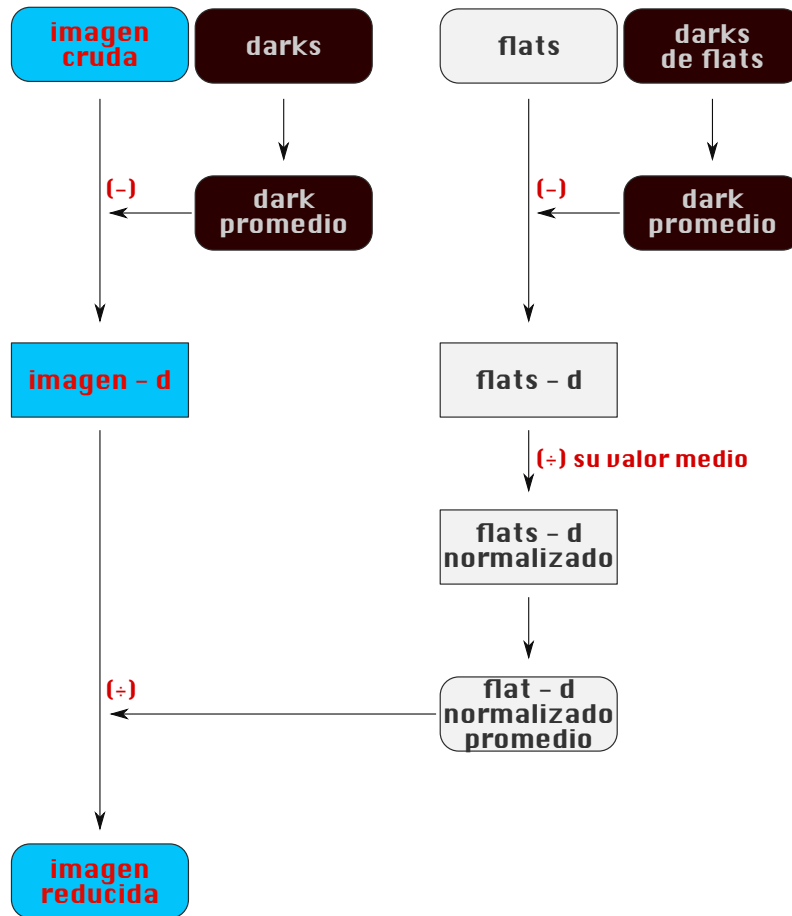 imagen
cruda
darks
flats
darks
de flats
(-)
dark
promedio
(-)
dark
promedio
imagen - d
flats - d
(÷) su valor medio
flats - d
normalizado
(÷)
flat - d
normalizado
promedio
imagen
reducida